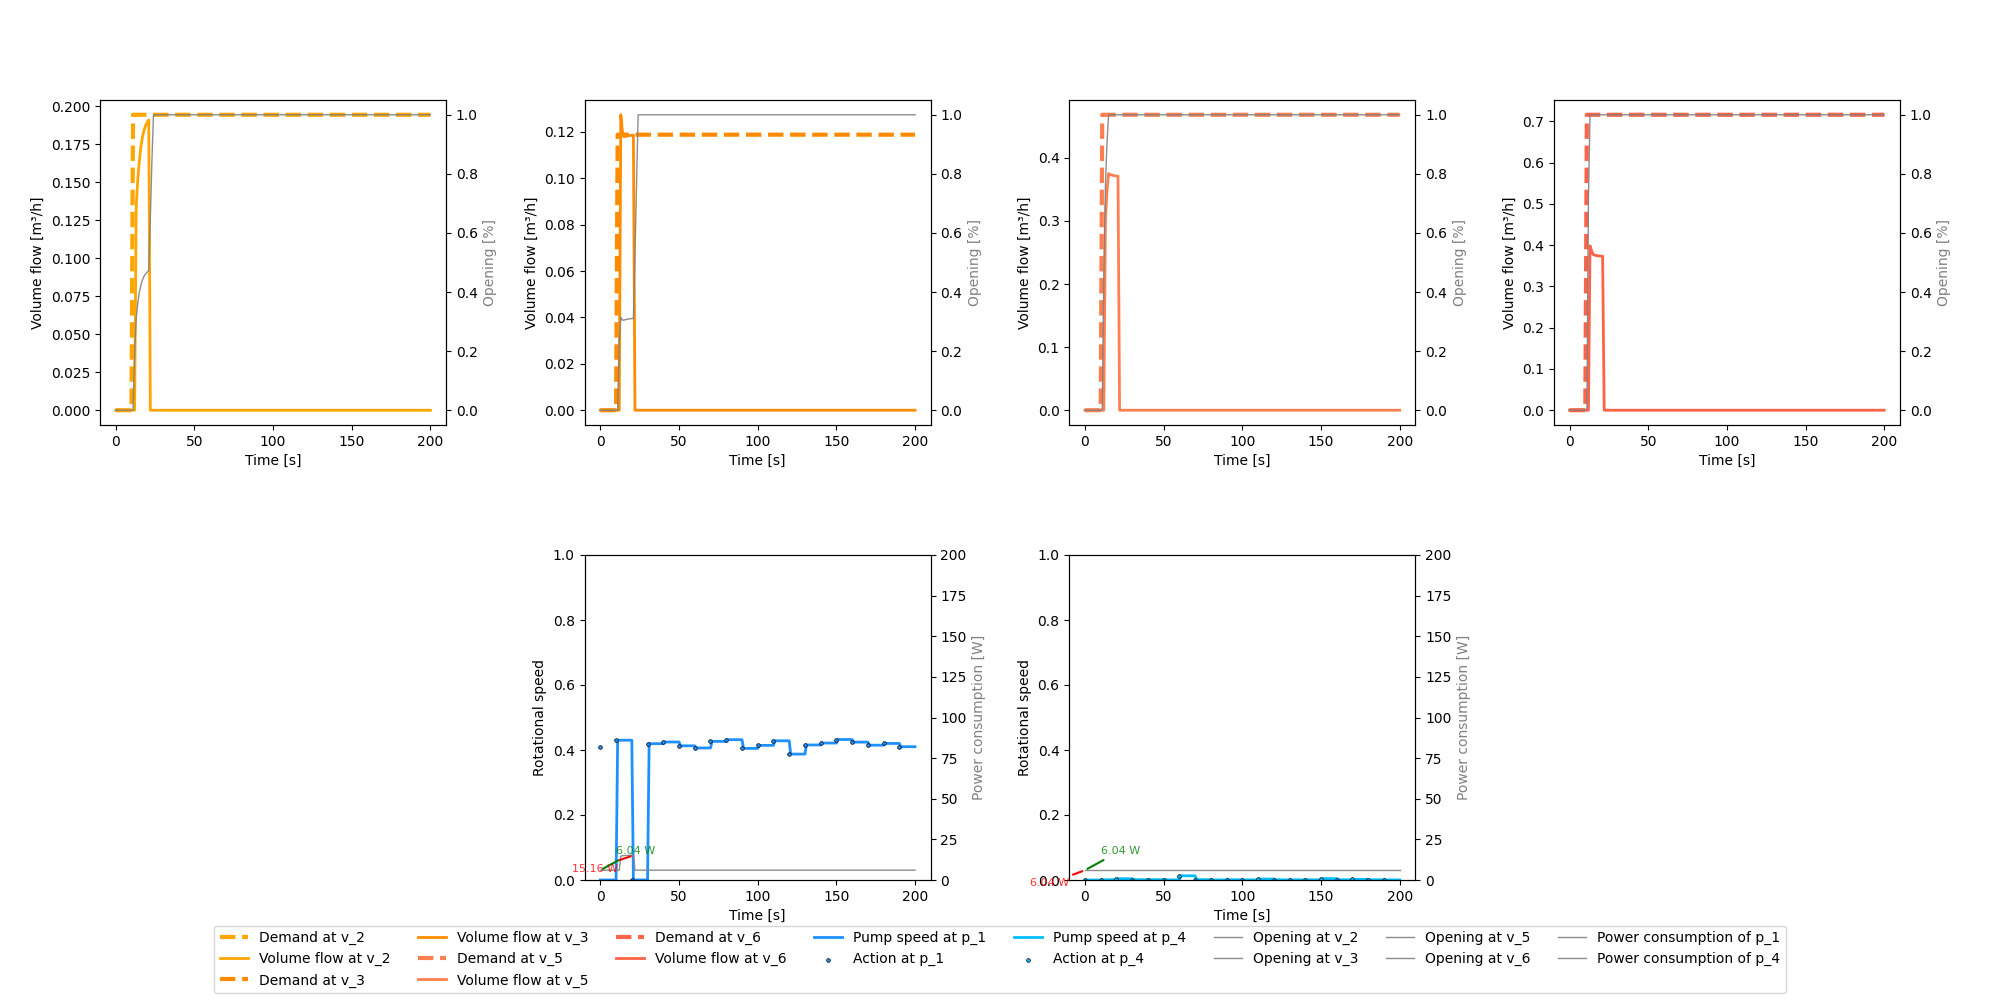 Volume flow [m³/h]
0.200
0.175
0.150
0.125
0.100
0.075
0.050
0.025
0.000
0 50 100 150 200
Time [s]
1.0
0.8
0.6
0.4
0.2
0.0
Opening [%]
Volume flow [m³/h]
0.12
0.10
0.08
0.06
0.04
0.02
0.00
0 50 100 150 200
Time [s]
1.0
0.8
0.6
0.4
0.2
0.0
Opening [%]
Volume flow [m³/h]
0.4
0.3
0.2
0.1
0.0
0 50 100 150 200
Time [s]
1.0
0.8
0.6
0.4
0.2
0.0
Opening [%]
Volume flow [m³/h]
0.7
0.6
0.5
0.4
0.3
0.2
0.1
0.0
0 50 100 150 200
Time [s]
1.0
0.8
0.6
0.4
0.2
0.0
Opening [%]
Rotational speed
1.0
0.8
0.6
0.4
0.2
0.0
6.04 W
15.16 W
0 50 100 150 200
Time [s]
200
175
150
125
100
75
50
25
0
Power consumption [W]
Rotational speed
1.0
0.8
0.6
0.4
0.2
0.0
6.04 W
6.04 W
0 50 100 150 200
Time [s]
200
175
150
125
100
75
50
25
0
Power consumption [W]
Demand at v_2
Volume flow at v_2
Demand at v_3
Volume flow at v_3
Demand at v_5
Volume flow at v_5
Demand at v_6
Volume flow at v_6
Pump speed at p_1
Action at p_1
Pump speed at p_4
Action at p_4
Opening at v_2
Opening at v_3
Opening at v_5
Opening at v_6
Power consumption of p_1
Power consumption of p_4